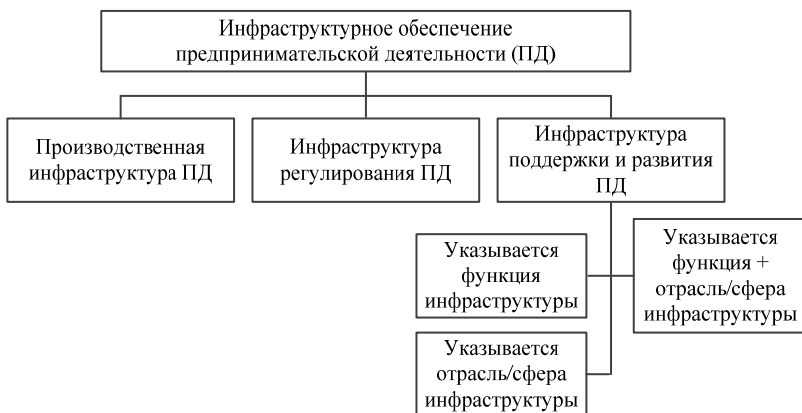 Инфраструктурное обеспечение
предпринимательской деятельности (ПД)
Производственная
инфраструктура ПД
Инфраструктура
регулирования ПД
Инфраструктура
поддержки и развития
ПД
Указывается
функция
инфраструктуры
Указывается
функция +
отрасль/сфера
инфраструктуры
Указывается
отрасль/сфера
инфраструктуры